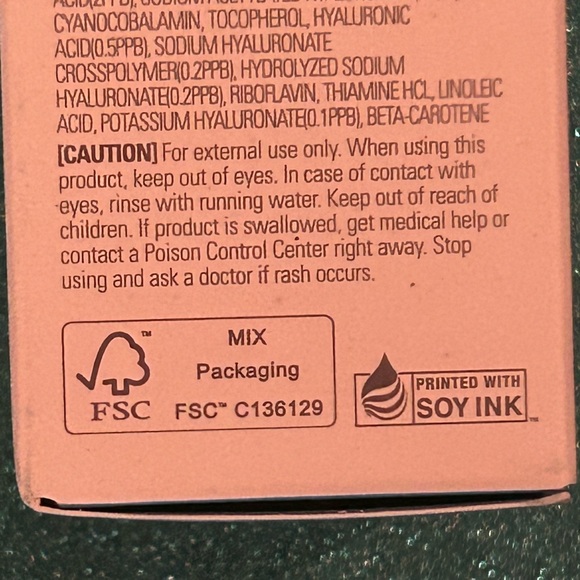 CYANOCOBALAMIN, TOCOPHEROL, HYALURONIC
ACID(0.5PPB), SODIUM HYALURONATE
CROSSPOLYMER(0.2PPB), HYDROLYZED SODIUM
HYALURONATE(0.2PPB), RIBOFLAVIN, THIAMINE HCL, LINOLEIC
ACID, POTASSIUM HYALURONATE(0.1PPB), BETA-CAROTENE
[CAUTION] For external use only. When using this
product, keep out of eyes. In case of contact with
eyes, rinse with running water. Keep out of reach of
children. If product is swallowed, get medical help or
contact a Poison Control Center right away. Stop
using and ask a doctor if rash occurs.
™
FSC
MIX
Packaging
FSC™ C136129
PRINTED WITH
SOY INK™